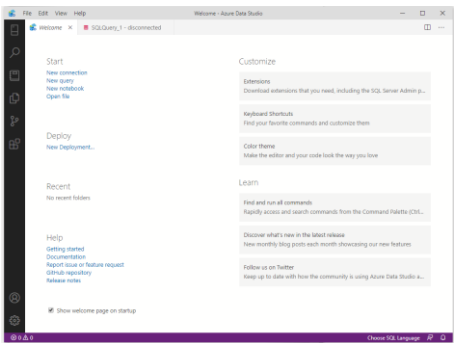 File Edit View Help
Welcome - Azure Data Studio
Welcome
SQLQuery_1 - disconnected
Start
New connection
New query
New notebook
Open file
Deploy
New Deployment...
Recent
No recent folders
Help
Getting started
Documentation
Report issue or feature request
GitHub repository
Release notes
Show welcome page on startup
Customize
Extensions
Download extensions that you need, including the SQL Server Admin p...
Keyboard Shortcuts
Find your favorite commands and customize them
Color theme
Make the editor and your code look the way you love
Learn
Find and run all commands
Rapidly access and search commands from the Command Palette (Ctrl...
Discover what's new in the latest release
New monthly blog posts each month showcasing our new features
Follow us on Twitter
Keep up to date with how the community is using Azure Data Studio a...
0 0
Choose SQL Language